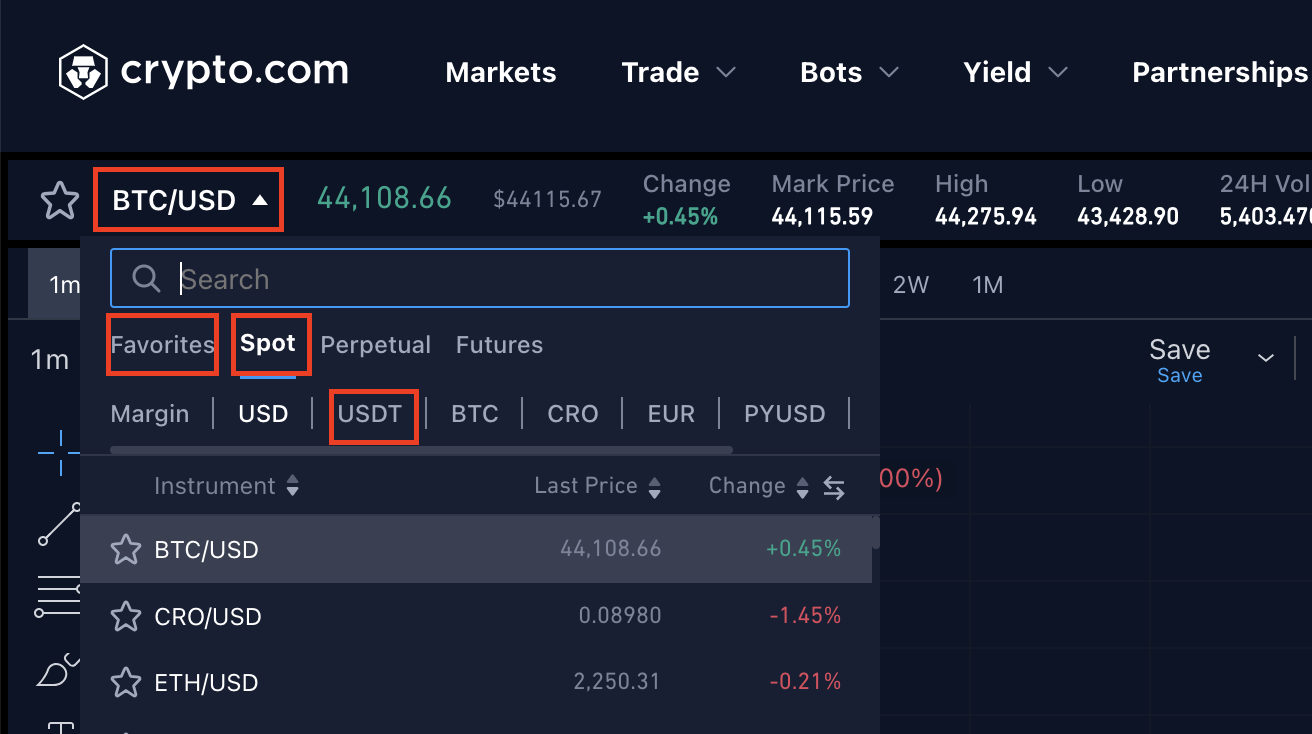 crypto.com Markets Trade Bots Yield Partnerships
BTC/USD 44,108.66 $44115.67
Change Mark Price High Low 24H Vol
+0.45% 44,115.59 44,275.94 43,428.90
Search
1m 2W 1M
Favorites Spot Perpetual Futures
1m Save
Save
Margin USD USDT BTC CRO EUR PYUSD
Instrument Last Price Change
00%)
BTC/USD 44,108.66 +0.45%
CRO/USD 0.08980 -1.45%
ETH/USD 2,250.31 -0.21%